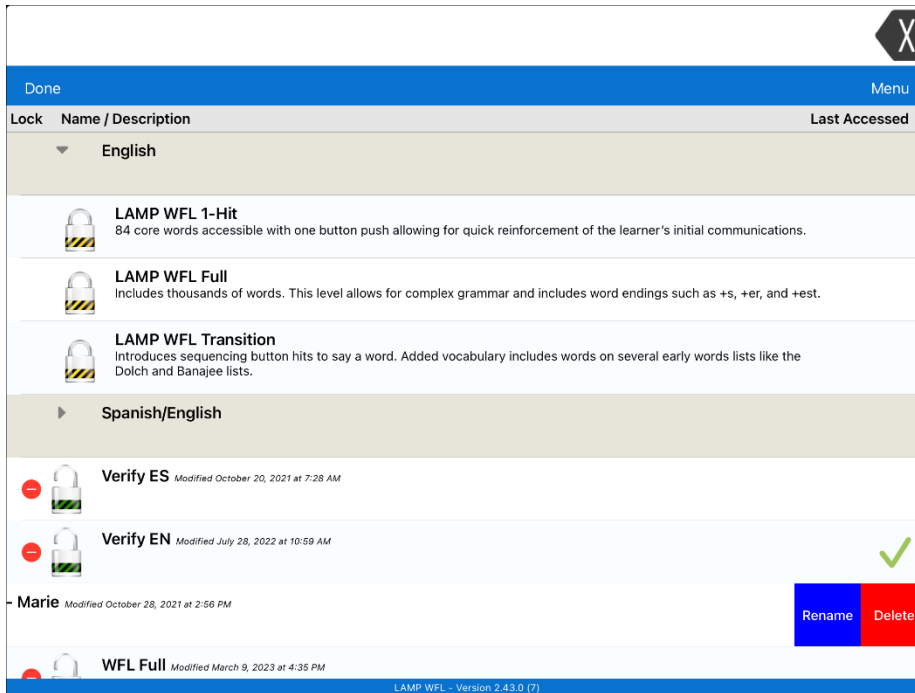 Done Menu
Lock Name / Description Last Accessed
English
LAMP WFL 1-Hit
84 core words accessible with one button push allowing for quick reinforcement of the learner's initial communications.
LAMP WFL Full
Includes thousands of words. This level allows for complex grammar and includes word endings such as +s, +er, and +est.
LAMP WFL Transition
Introduces sequencing button hits to say a word. Added vocabulary includes words on several early words lists like the
Dolch and Banajee lists.
Spanish/English
Verify ES Modified October 20, 2021 at 7:28 AM
Verify EN Modified July 28, 2022 at 10:59 AM
- Marie Modified October 28, 2021 at 2:56 PM Rename Delete
WFL Full Modified March 9, 2023 at 4:35 PM
LAMP WFL - Version 2.43.0 (7)